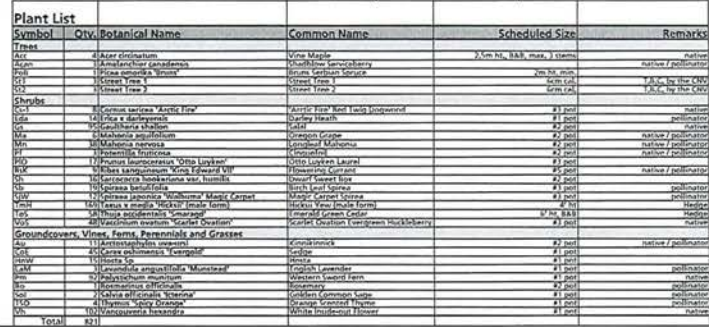 Plant List
Symbol Qty. Botanical Name Common Name Scheduled Size Remarks
Trees
Acc 4 Acer circinatum Vine Maple 2,5m ht., B&B, max, 3 stems native
Acan 3 Amelanchier canadensis Shadblow Serviceberry native / pollinator
PoB 1 Picea omorika "Bruns" Bruns Serbian Spruce 2m ht, min.
St1 3 Street Tree 1 Street Tree 1 6cm cal, T.B.C, by the CNV
St2 3 Street Tree 2 Street Tree 2 6cm cal, T.B.C, by the CNV
Shrubs
8 Cornus sericea "Arctic Fire" "Arctic Fire" Red Twig Dogwood #3 pot native
Eda 14 Erica x darleyensis Darley Heath #1 pot pollinator
Gs 95 Gaultheria shallon Salal #2 pot native
Ma 6 Mahonia aquifolium Oregon Grape #2 pot native / pollinator
Mn 38 Mahonia nervosa Longleaf Mahonia #2 pot native / pollinator
Pf 3 Potentilla fruticosa Cinquefoil #2 pot native / pollinator
PlO 17 Prunus laurocerasus "Otto Luyken" Otto Luyken Laurel #3 pot
RsK 9 Ribes sanguineum "King Edward VII" Flowering Currant #5 pot native / pollinator
Sh 36 Sarcococca hookeriana var, humilis Dwarf Sweet Box #2 pot
Sb 19 Spiraea betulifolia Birch Leaf Spirea #3 pot pollinator
SjW 12 Spiraea japonica "Walbuma" Magic Carpet Magic Carpet Spirea #3 pot pollinator
TmH 169 Taxus x media "Hicksii" (male form) Hicksii Yew (male form) 4' ht Hedge
ToS 58 Thuja occidentalis "Smaragd" Emerald Green Cedar 6' ht, B&B Hedge
VoS 48 Vaccinium ovatum "Scarlet Ovation" Scarlet Ovation Evergreen Huckleberry #3 pot native
Groundcovers, Vines, Ferns, Perennials and Grasses
Au 11 Arctostaphylos uva-ursi Kinnikinnick #2 pot native / pollinator
CoE 45 Carex oshimensis "Evergold" Sedge #1 pot
HnW 15 Hosta Sp Hosta #1 pot
LaM 3 Lavandula angustifolia "Munstead" English Lavender #1 pot pollinator
Pm 92 Polystichum munitum Western Sword Fern #1 pot native
Ro 1 Rosmarinus officinalis Rosemary #2 pot pollinator
Sol 2 Salvia officinalis "Icterina" Golden Common Sage #1 pot pollinator
TSO 4 Thymus "Spicy Orange" Orange Scented Thyme #1 pot pollinator
Vh 102 Vancouveria hexandra White Inside-out Flower #1 pot native
Total 821